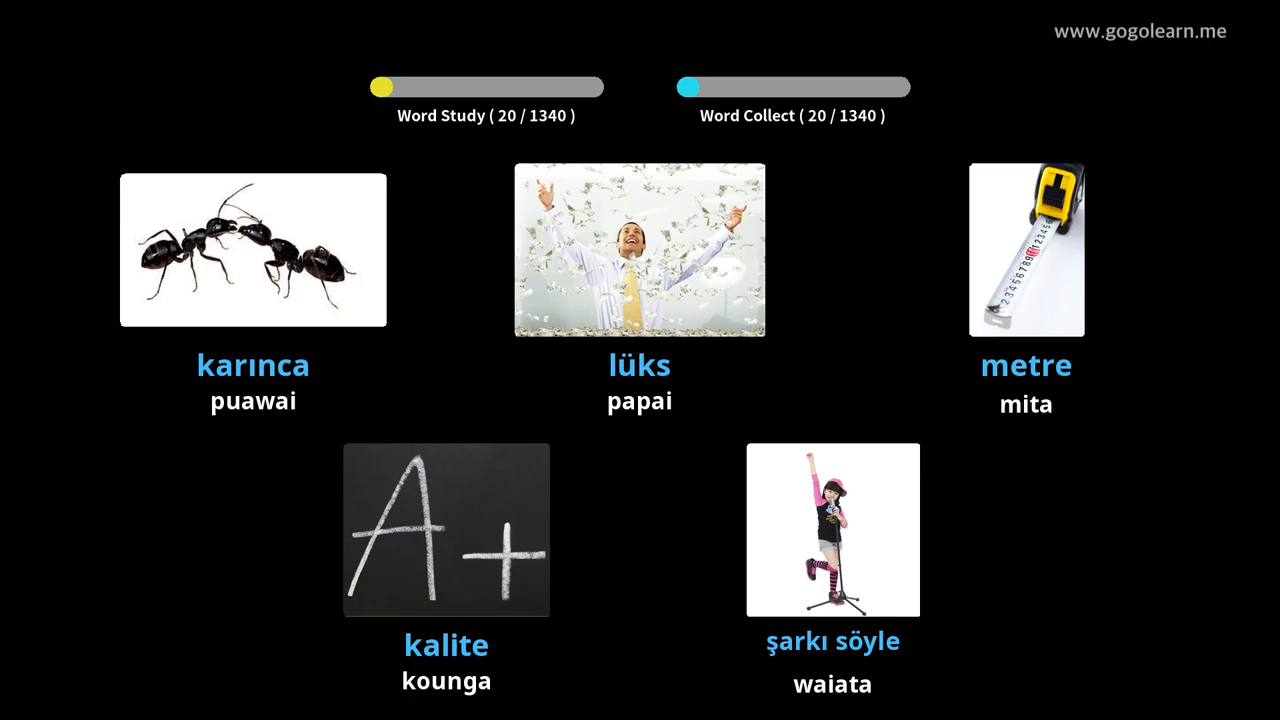 www.gogolearn.me
Word Study ( 20 / 1340 )
Word Collect ( 20 / 1340 )
karınca
puawai
lüks
papai
metre
mita
A+
kalite
kounga
şarkı söyle
waiata